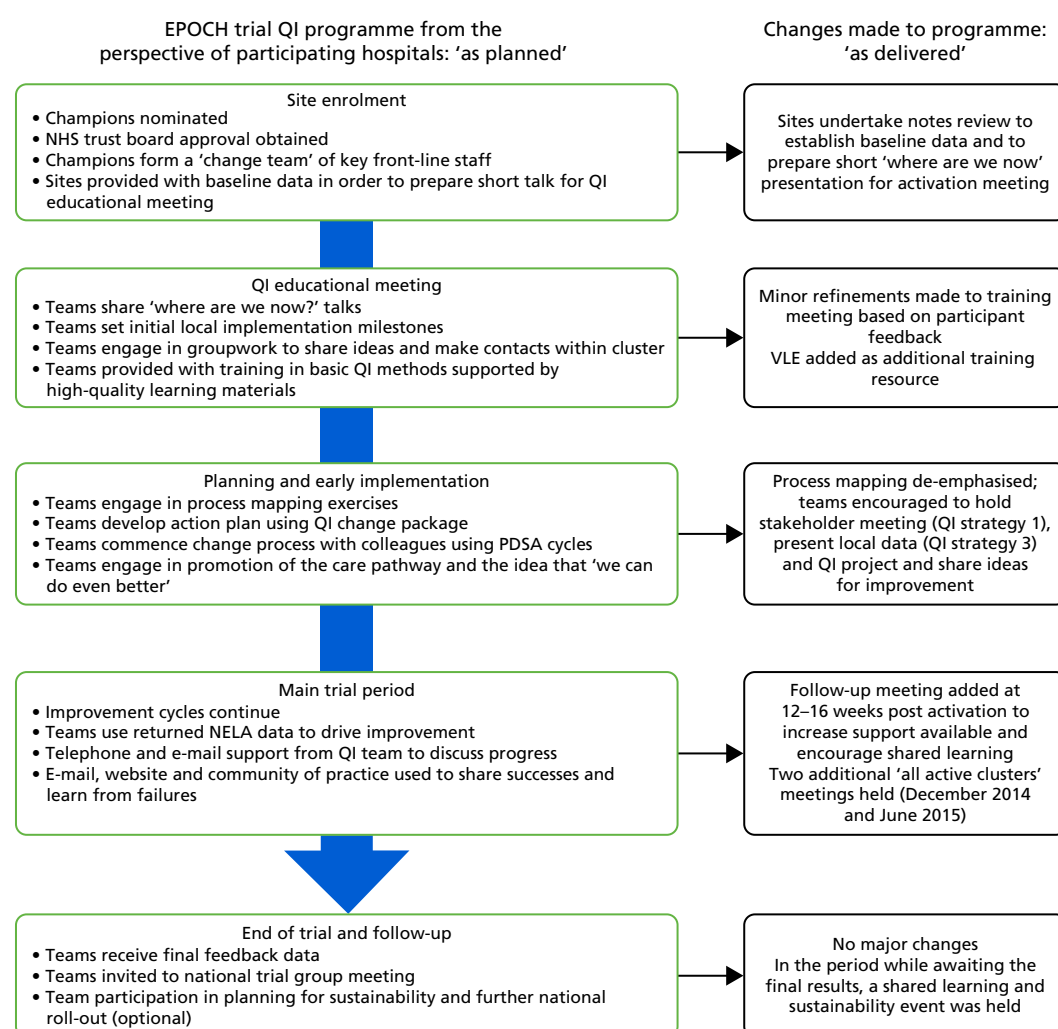 EPOCH trial QI programme from the
perspective of participating hospitals: ‘as planned’
Changes made to programme:
‘as delivered’
Site enrolment
• Champions nominated
• NHS trust board approval obtained
• Champions form a ‘change team’ of key front-line staff
• Sites provided with baseline data in order to prepare short talk for QI
educational meeting
Sites undertake notes review to
establish baseline data and to
prepare short ‘where are we now’
presentation for activation meeting
QI educational meeting
• Teams share ‘where are we now?’ talks
• Teams set initial local implementation milestones
• Teams engage in groupwork to share ideas and make contacts within cluster
• Teams provided with training in basic QI methods supported by
high-quality learning materials
Minor refinements made to training
meeting based on participant
feedback
VLE added as additional training
resource
Planning and early implementation
• Teams engage in process mapping exercises
• Teams develop action plan using QI change package
• Teams commence change process with colleagues using PDSA cycles
• Teams engage in promotion of the care pathway and the idea that ‘we can
do even better’
Process mapping de-emphasised;
teams encouraged to hold
stakeholder meeting (QI strategy 1),
present local data (QI strategy 3)
and QI project and share ideas
for improvement
Main trial period
• Improvement cycles continue
• Teams use returned NELA data to drive improvement
• Telephone and e-mail support from QI team to discuss progress
• E-mail, website and community of practice used to share successes and
learn from failures
Follow-up meeting added at
12–16 weeks post activation to
increase support available and
encourage shared learning
Two additional ‘all active clusters’
meetings held (December 2014
and June 2015)
End of trial and follow-up
• Teams receive final feedback data
• Teams invited to national trial group meeting
• Team participation in planning for sustainability and further national
roll-out (optional)
No major changes
In the period while awaiting the
final results, a shared learning and
sustainability event was held